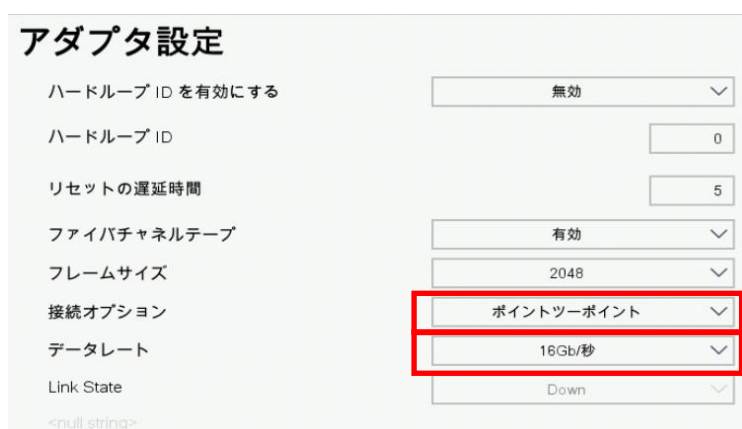 アダプタ設定
ハードループ ID を有効にする 無効
ハードループ ID 0
リセットの遅延時間 5
ファイバチャネルテープ 有効
フレームサイズ 2048
接続オプション ポイントツーポイント
データレート 16Gb/秒
Link State Down
<null string>